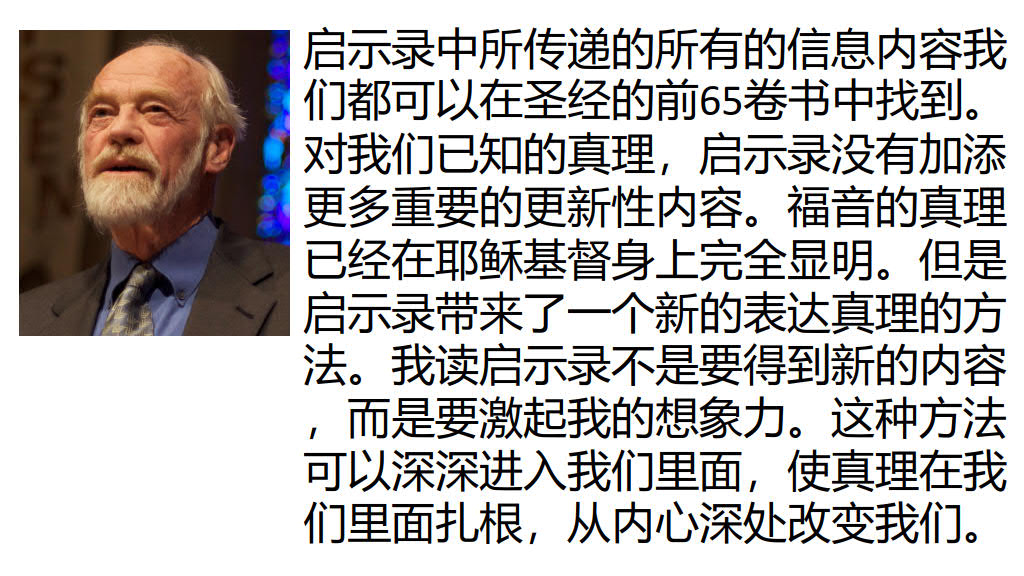 启示录中所传递的所有的信息内容我
们都可以在圣经的前65卷书中找到。
对我们已知的真理，启示录没有加添
更多重要的更新性内容。福音的真理
已经在耶稣基督身上完全显明。但是
启示录带来了一个新的表达真理的方
法。我读启示录不是要得到新的内容
，而是要激起我的想象力。这种方法
可以深深进入我们里面，使真理在我
们里面扎根，从内心深处改变我们。